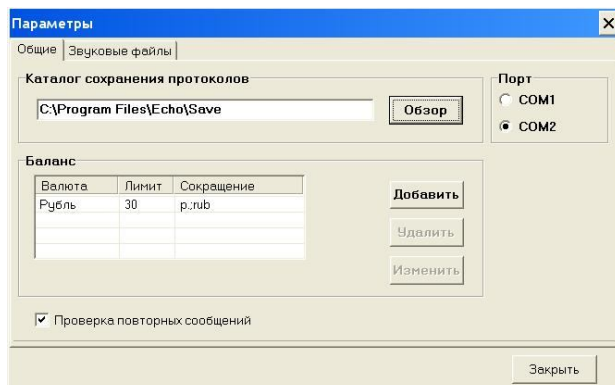 Параметры
Общие Звуковые файлы
Каталог сохранения протоколов
C:\Program Files\Echo\Save
Обзор
Порт
COM1
COM2
Баланс
Валюта Лимит Сокращение
Рубль 30 р.;rub
Добавить
Удалить
Изменить
Проверка повторных сообщений
Закрыть